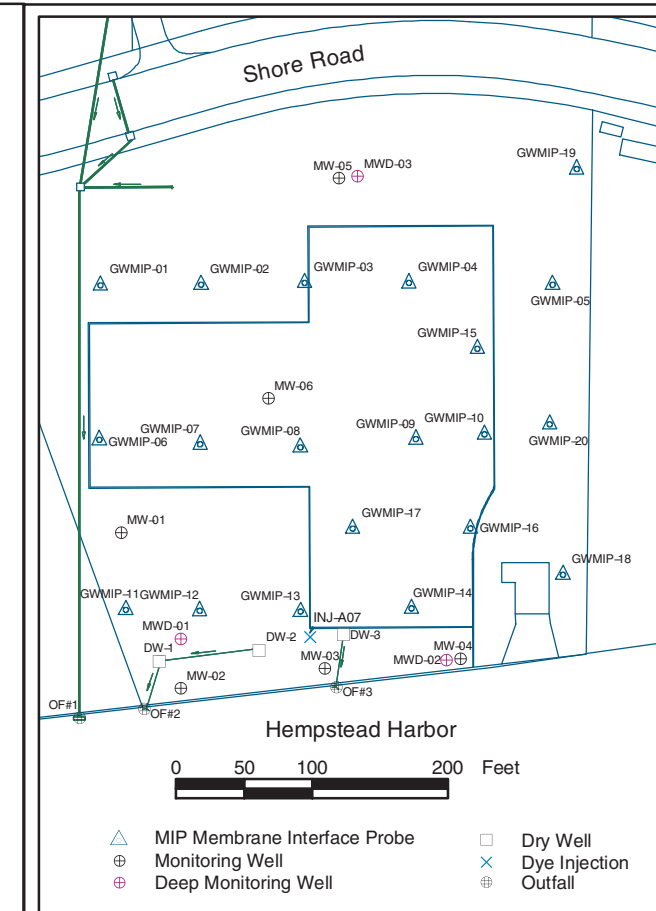 Shore Road
GWMIP-19
MW-05
MWD-03
GWMIP-01
GWMIP-02
GWMIP-03
GWMIP-04
GWMIP-05
GWMIP-15
MW-06
GWMIP-06
GWMIP-07
GWMIP-08
GWMIP-09
GWMIP-10
GWMIP-20
GWMIP-17
GWMIP-16
MW-01
GWMIP-18
GWMIP-11
GWMIP-12
GWMIP-13
GWMIP-14
INJ-A07
MWD-01
DW-1
DW-2
DW-3
MW-04
MW-03
MWD-02
MW-02
OF#3
OF#1
OF#2
Hempstead Harbor
0 50 100 200 Feet
MIP Membrane Interface Probe
Monitoring Well
Deep Monitoring Well
Dry Well
Dye Injection
Outfall